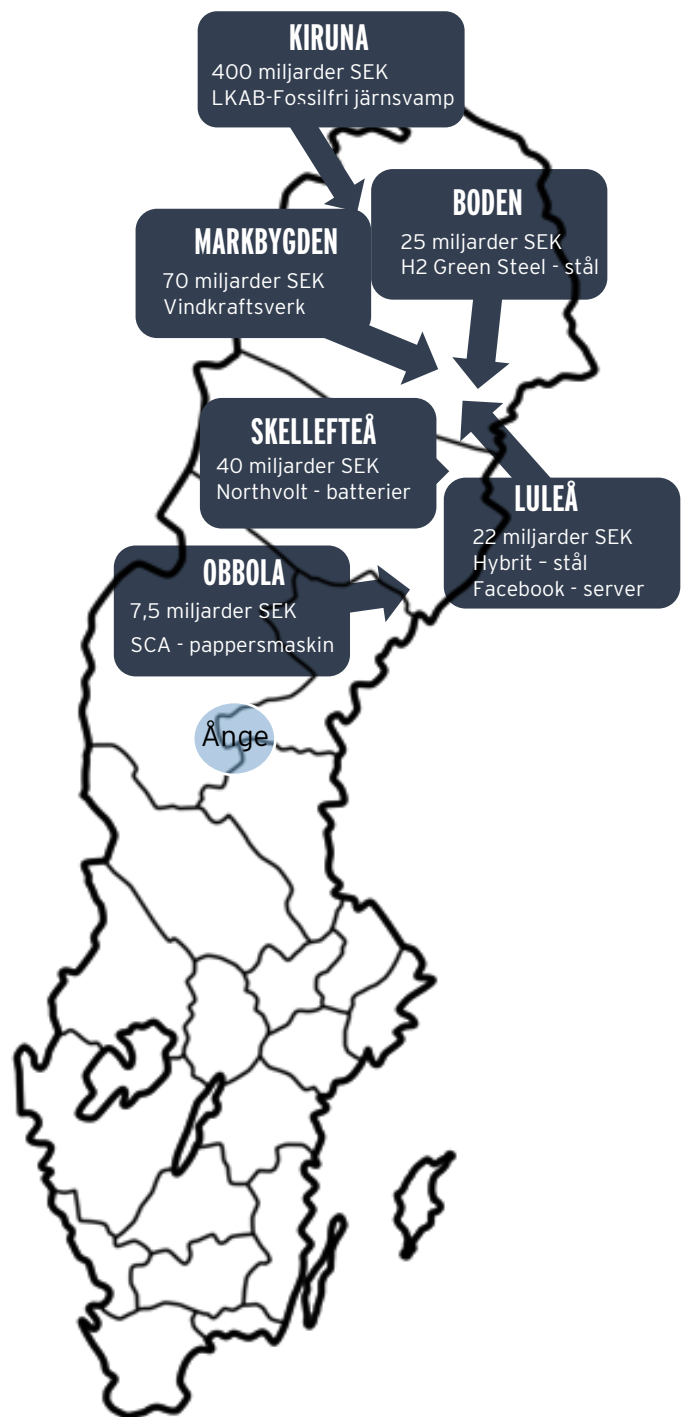 KIRUNA
400 miljarder SEK
LKAB-Fossilfri järnsvamp
BODEN
25 miljarder SEK
H2 Green Steel - stål
MARKBYGDEN
70 miljarder SEK
Vindkraftsverk
SKELLEFTEÅ
40 miljarder SEK
Northvolt - batterier
LULEÅ
22 miljarder SEK
Hybrit – stål
Facebook - server
OBBOLA
7,5 miljarder SEK
SCA - pappersmaskin
Ånge